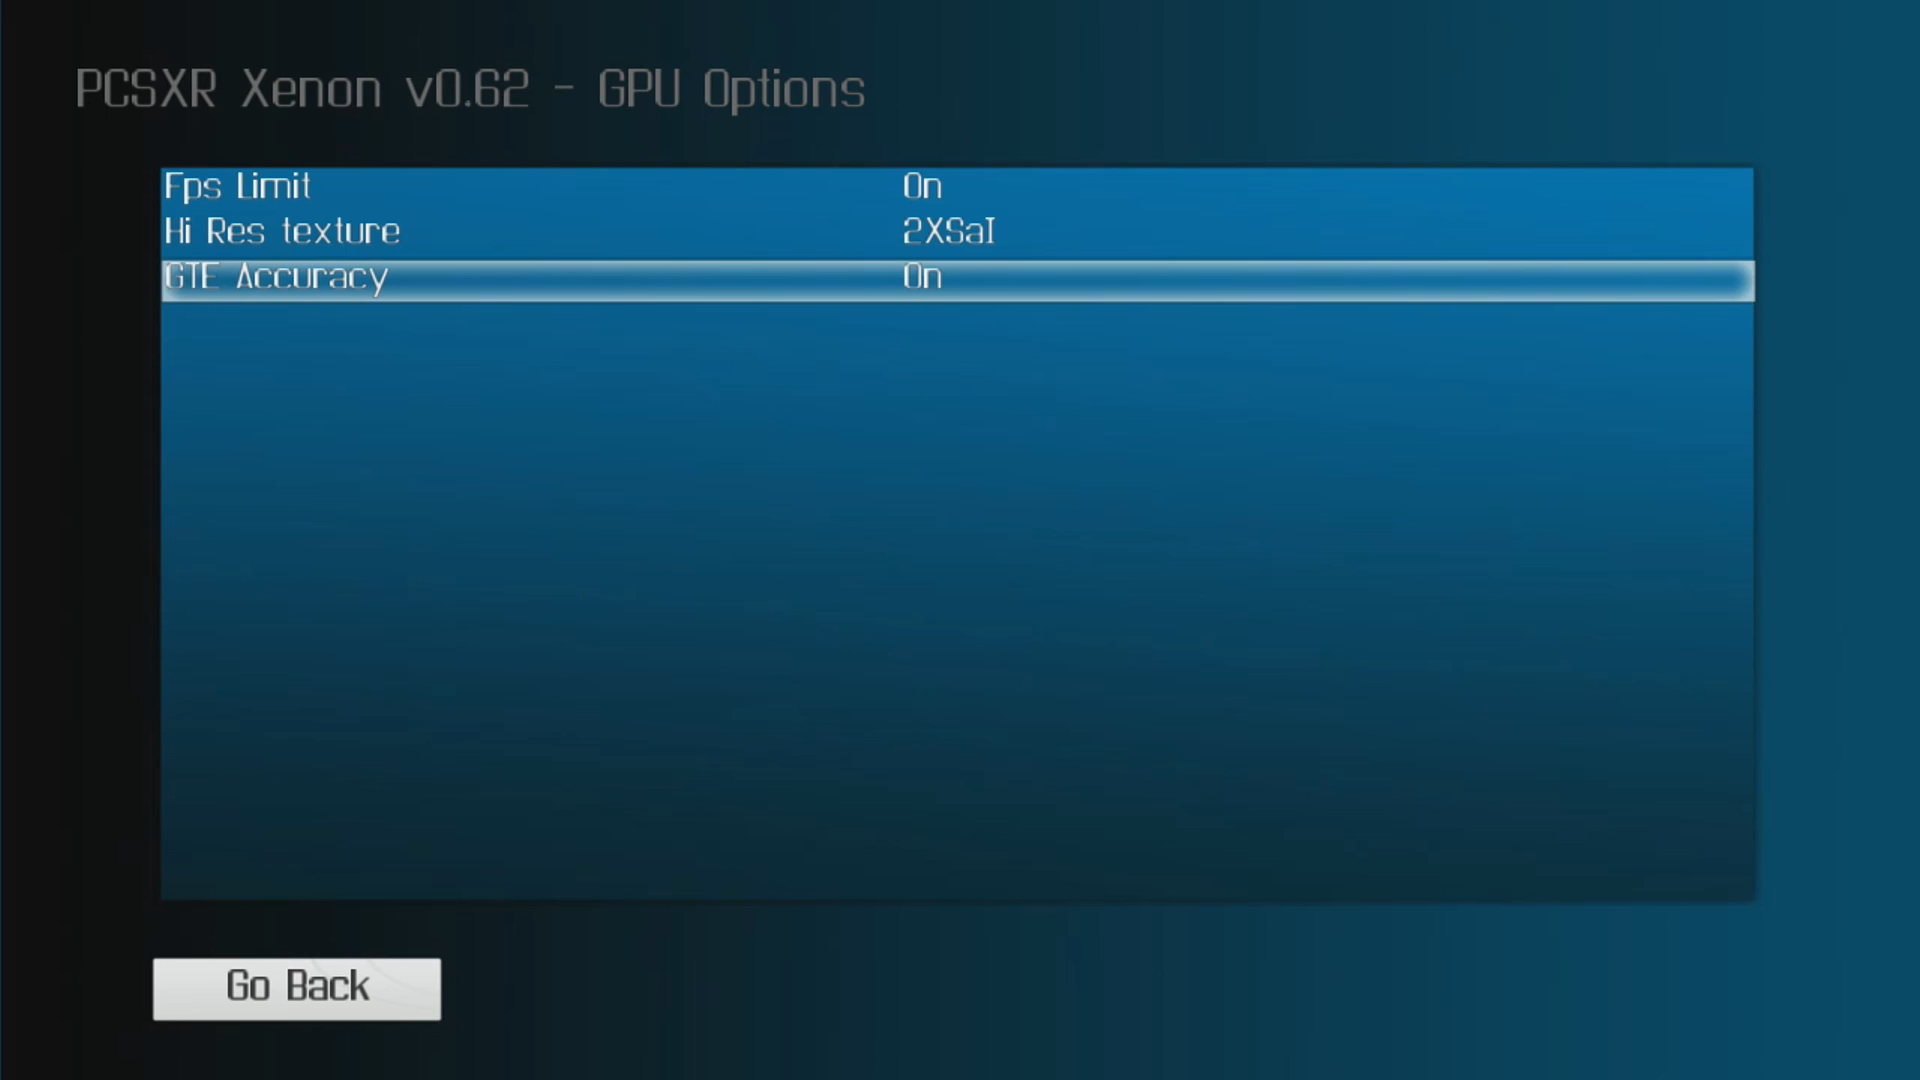 PCSXR Xenon v0.62 - GPU Options
Fps Limit On
Hi Res texture 2XSaI
GTE Accuracy On
Go Back